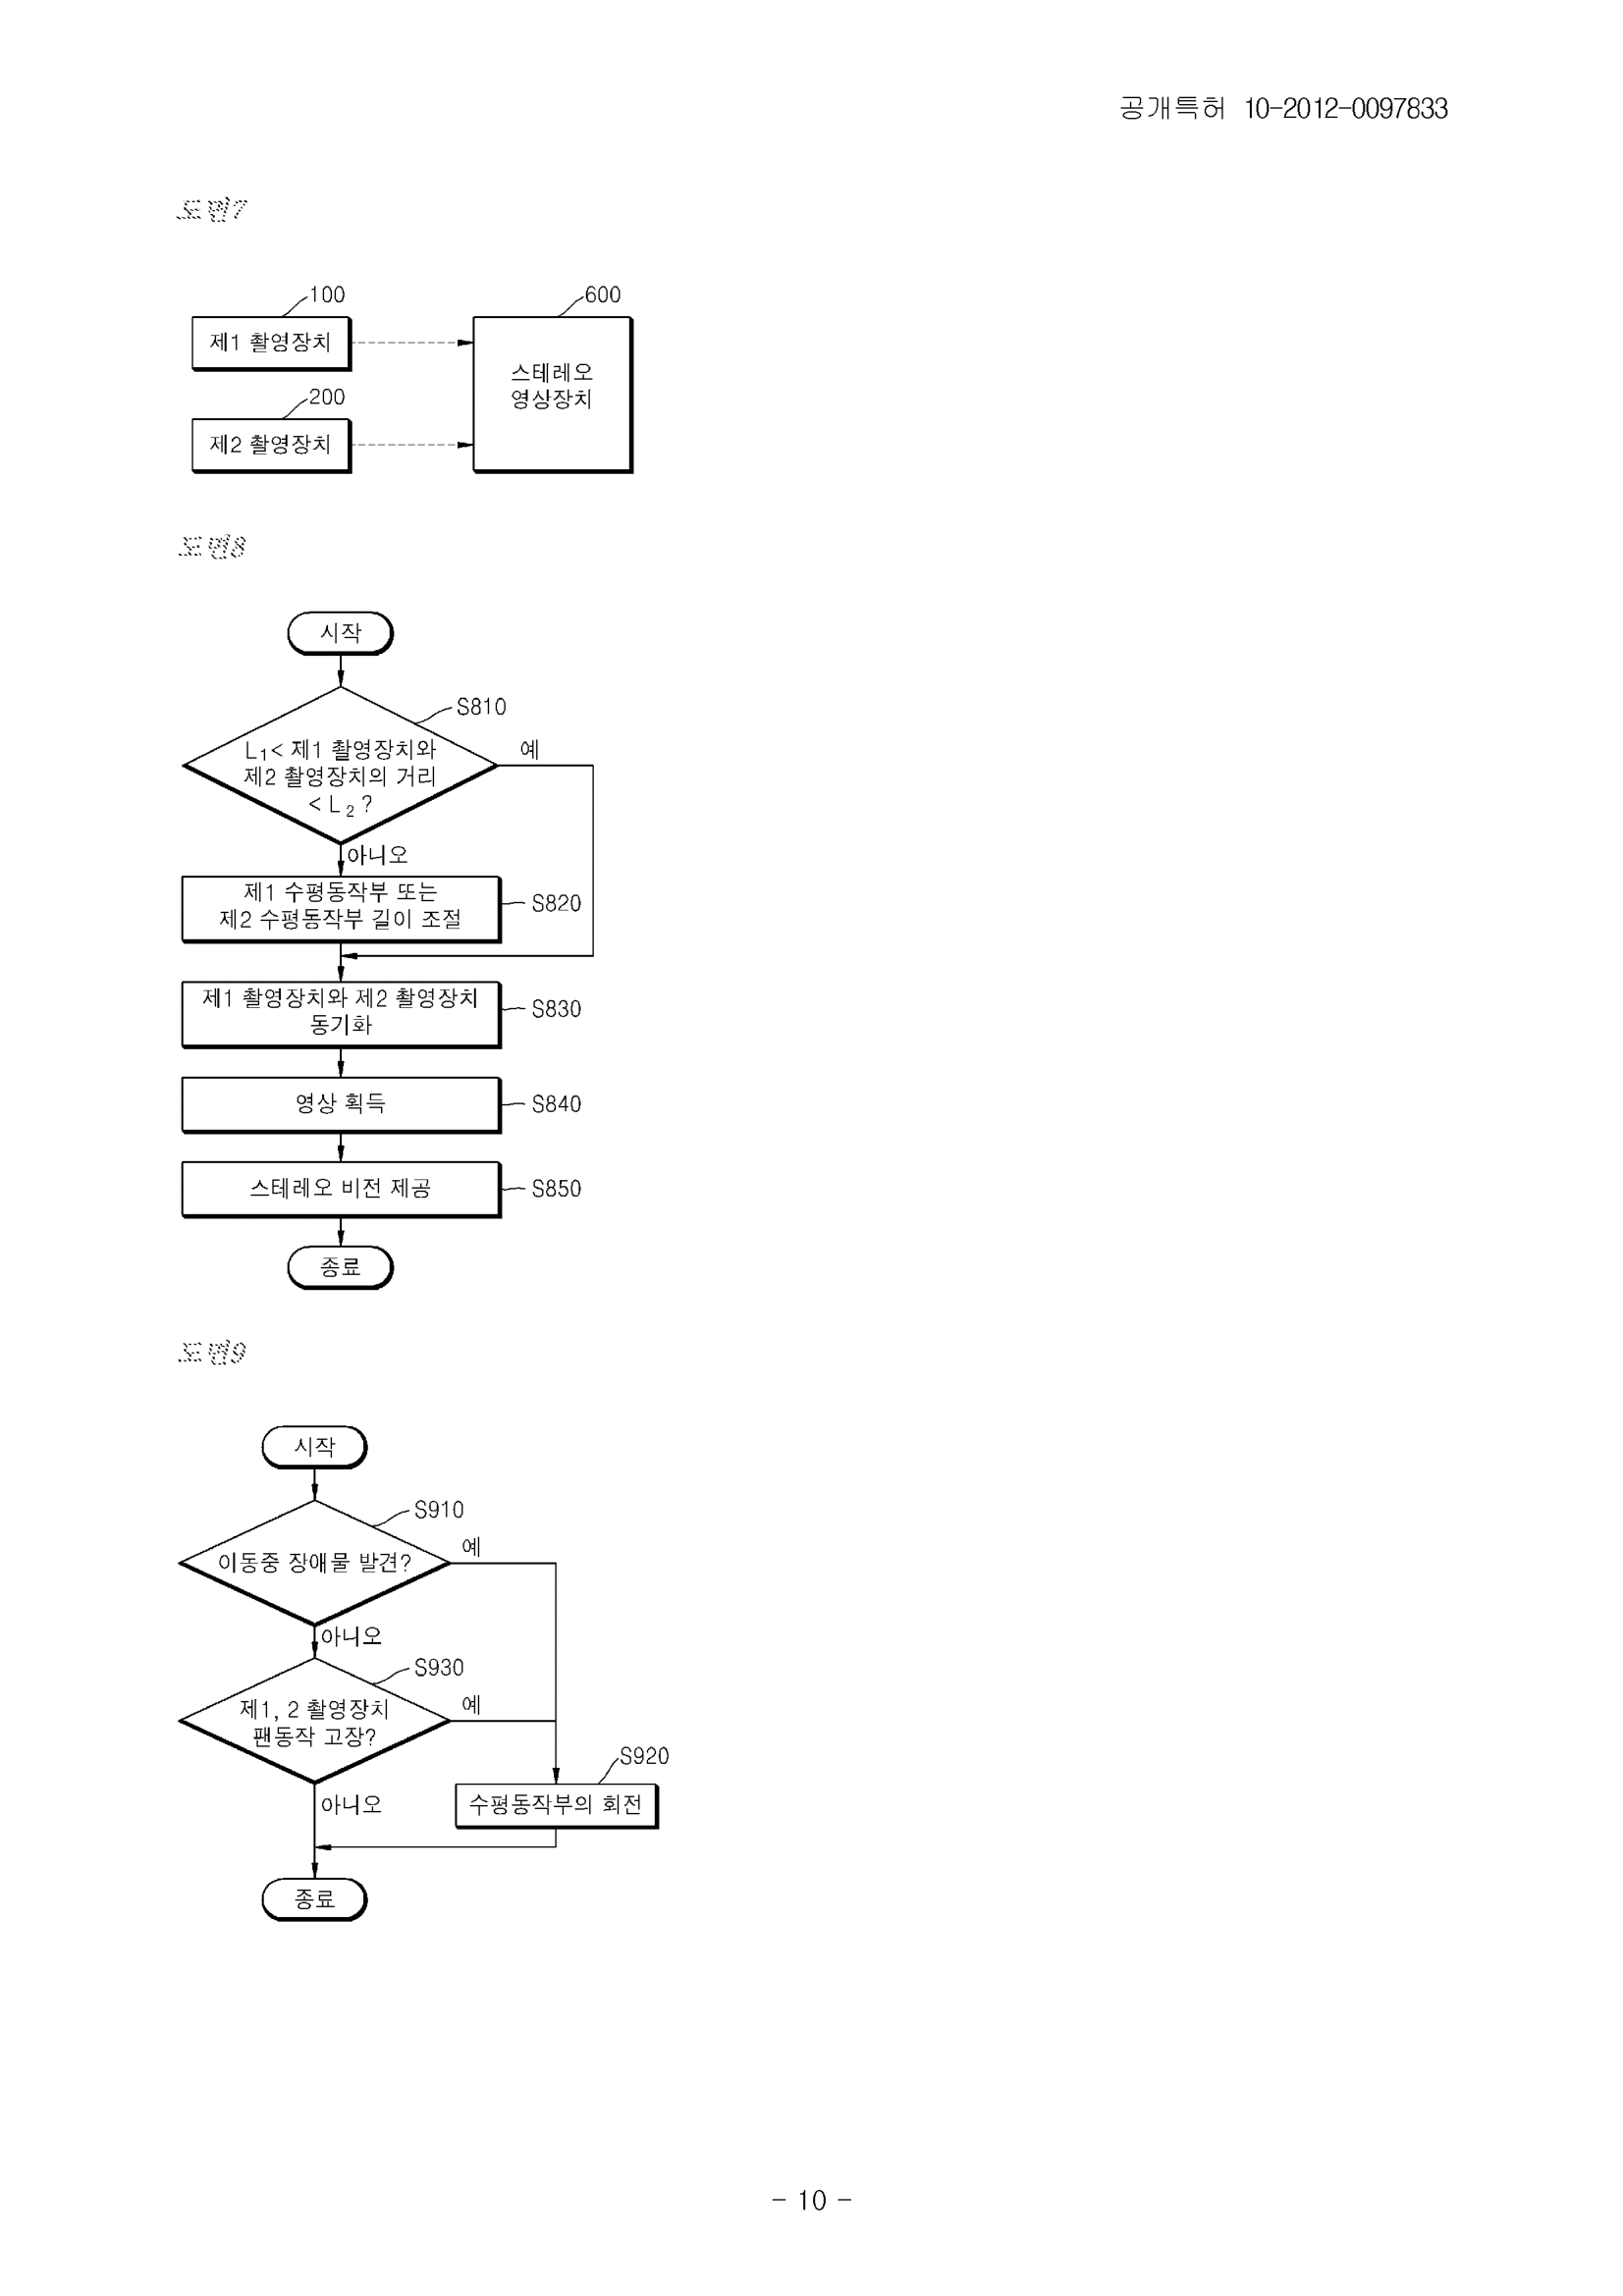 공개특허 10-2012-0097833
도면7
100
제1 촬영장치
200
제2 촬영장치
600
스테레오
영상장치
도면8
시작
S810
L₁< 제1 촬영장치와
제2 촬영장치의 거리
< L₂ ?
예
아니오
제1 수평동작부 또는
제2 수평동작부 길이 조절
S820
제1 촬영장치와 제2 촬영장치
동기화
S830
영상 획득
S840
스테레오 비전 제공
S850
종료
도면9
시작
S910
이동중 장애물 발견?
예
아니오
S930
제1, 2 촬영장치
팬동작 고장?
예
아니오
S920
수평동작부의 회전
종료
- 10 -